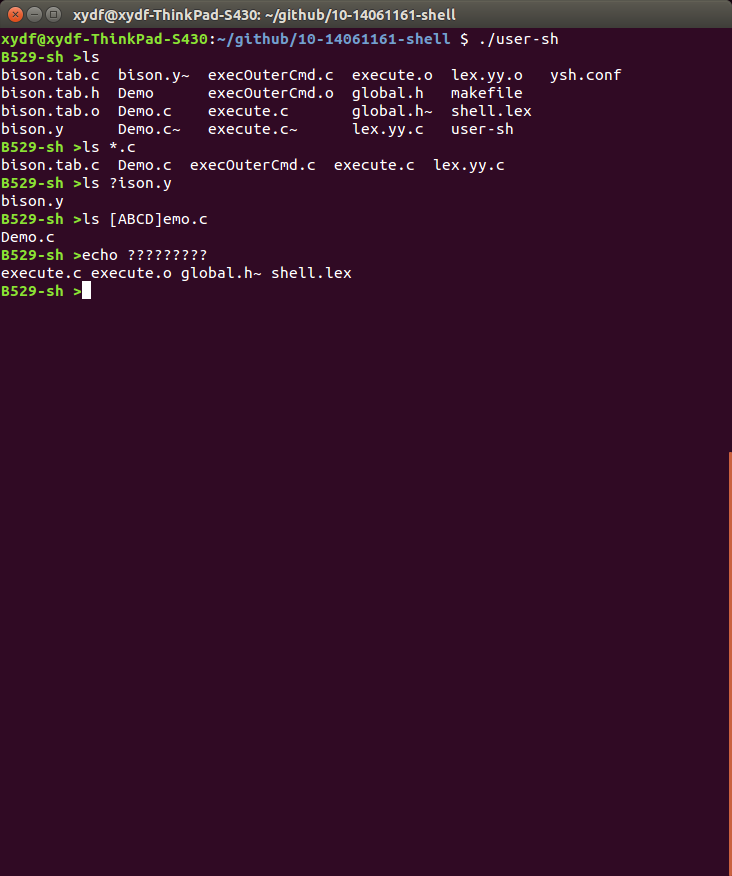 xydf@xydf-ThinkPad-S430: ~/github/10-14061161-shell
xydf@xydf-ThinkPad-S430:~/github/10-14061161-shell $ ./user-sh
B529-sh >ls
bison.tab.c  bison.y~  execOuterCmd.c  execute.o  lex.yy.o   ysh.conf
bison.tab.h  Demo      execOuterCmd.o  global.h   makefile
bison.tab.o  Demo.c    execute.c       global.h~  shell.lex
bison.y      Demo.c~   execute.c~      lex.yy.c   user-sh
B529-sh >ls *.c
bison.tab.c  Demo.c  execOuterCmd.c  execute.c  lex.yy.c
B529-sh >ls ?ison.y
bison.y
B529-sh >ls [ABCD]emo.c
Demo.c
B529-sh >echo ?????????
execute.c execute.o global.h~ shell.lex
B529-sh >